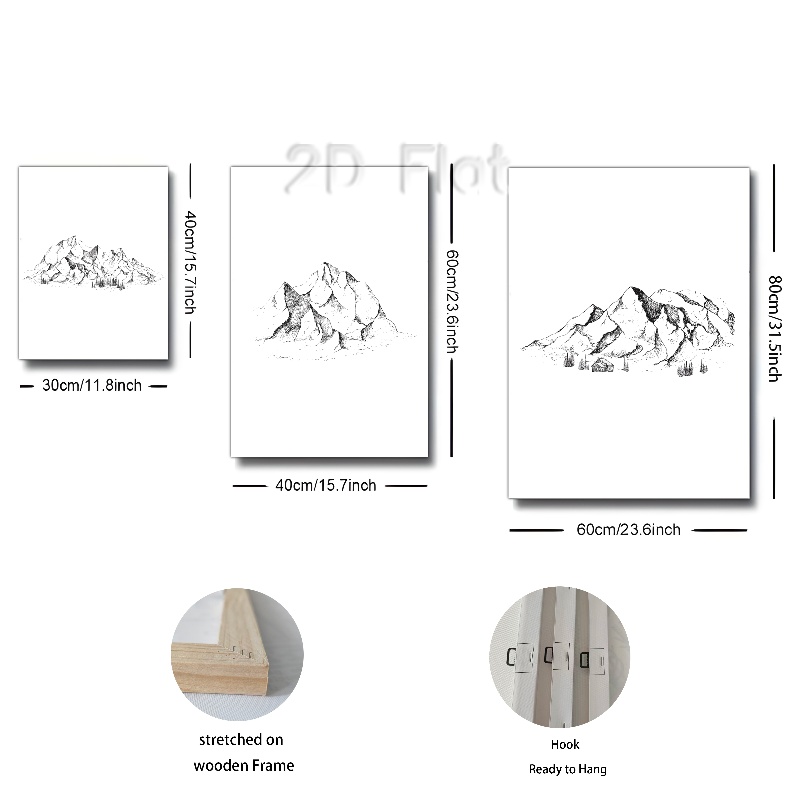 2D Flat
40cm/15.7inch
60cm/23.6inch
80cm/31.5inch
30cm/11.8inch
40cm/15.7inch
60cm/23.6inch
stretched on
wooden Frame
Hook
Ready to Hang